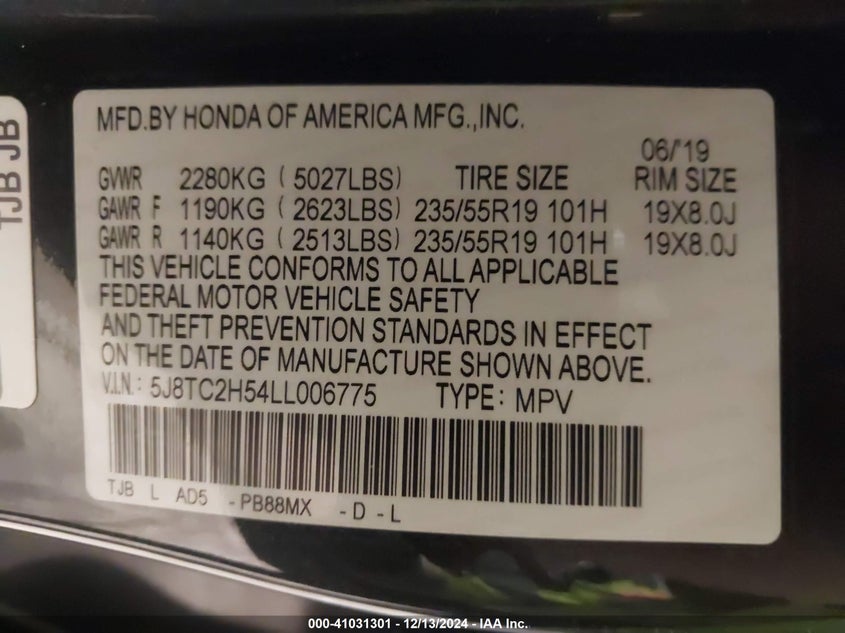 TJB JB
MFD.BY HONDA OF AMERICA MFG.,INC.
06/'19
GVWR 2280KG ( 5027LBS) TIRE SIZE RIM SIZE
GAWR F 1190KG ( 2623LBS) 235/55R19 101H 19X8.0J
GAWR R 1140KG ( 2513LBS) 235/55R19 101H 19X8.0J
THIS VEHICLE CONFORMS TO ALL APPLICABLE
FEDERAL MOTOR VEHICLE SAFETY
AND THEFT PREVENTION STANDARDS IN EFFECT
ON THE DATE OF MANUFACTURE SHOWN ABOVE.
V.I.N.: 5J8TC2H54LL006775 TYPE: MPV
TJB L AD5 -PB88MX -D -L
000-41031301 - 12/13/2024 - IAA Inc.